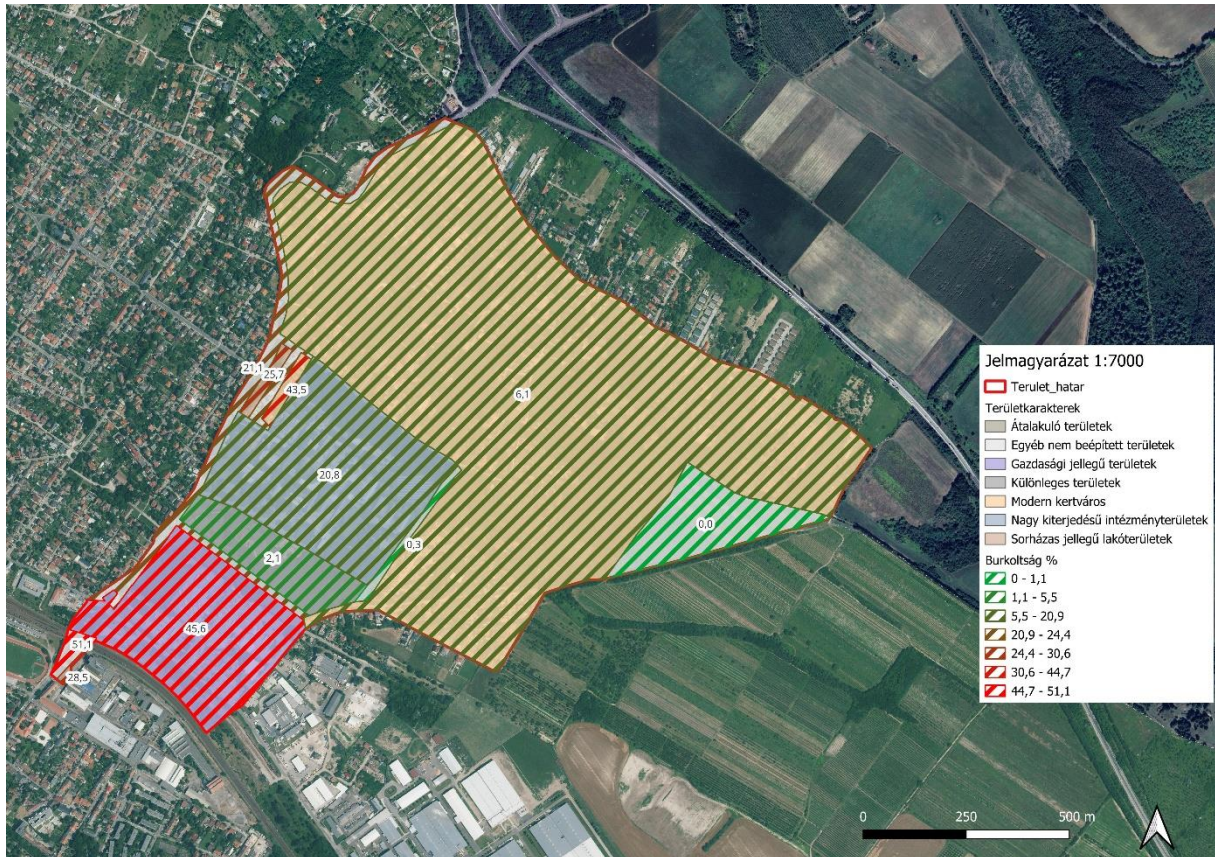 21,1
25,7
43,5
6,1
20,8
0,0
0,3
2,1
45,6
51,1
28,5
Jelmagyarázat 1:7000
Terulet_hatar
Területkarakterek
Átalakuló területek
Egyéb nem beépített területek
Gazdasági jellegű területek
Különleges területek
Modern kertváros
Nagy kiterjedésű intézményterületek
Sorházas jellegű lakóterületek
Burkoltság %
0 - 1,1
1,1 - 5,5
5,5 - 20,9
20,9 - 24,4
24,4 - 30,6
30,6 - 44,7
44,7 - 51,1
0 250 500 m